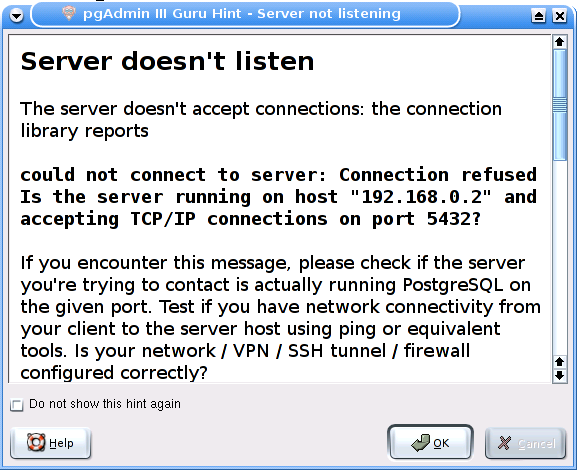 pgAdmin III Guru Hint - Server not listening
Server doesn't listen
The server doesn't accept connections: the connection
library reports
could not connect to server: Connection refused
Is the server running on host "192.168.0.2" and
accepting TCP/IP connections on port 5432?
If you encounter this message, please check if the server
you're trying to contact is actually running PostgreSQL on
the given port. Test if you have network connectivity from
your client to the server host using ping or equivalent
tools. Is your network / VPN / SSH tunnel / firewall
configured correctly?
Do not show this hint again
Help
OK
Cancel